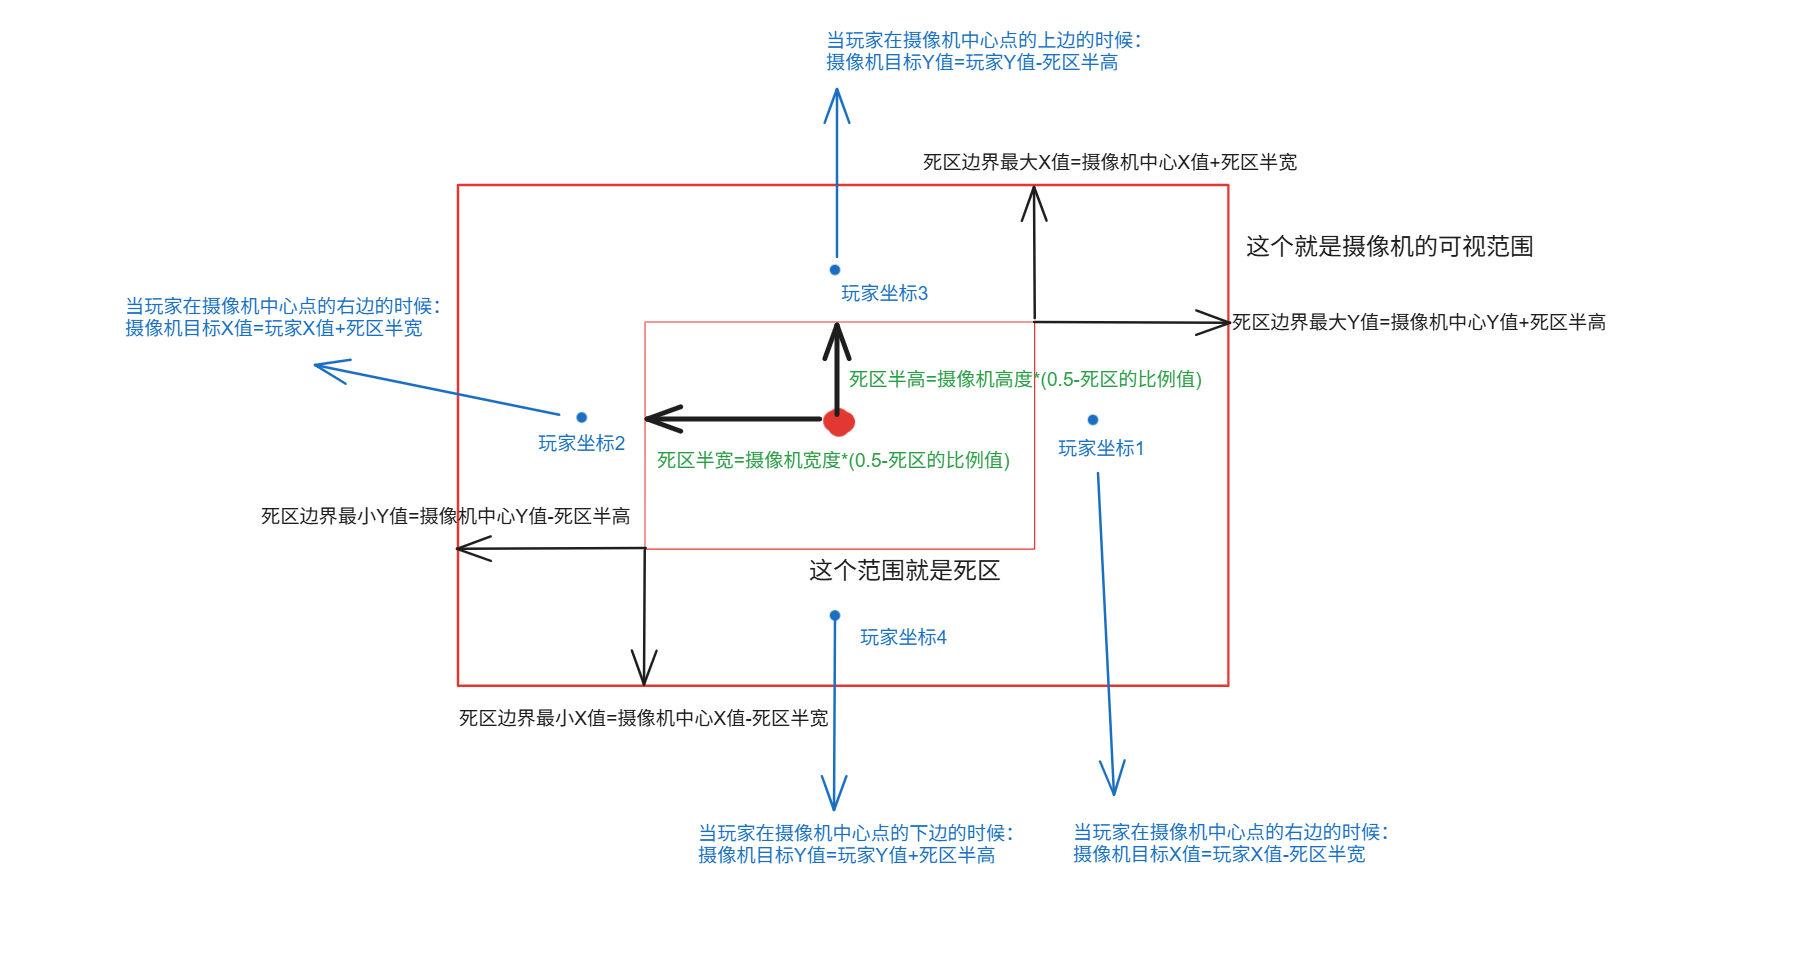 当玩家在摄像机中心点的上边的时候：
摄像机目标Y值=玩家Y值-死区半高
死区边界最大X值=摄像机中心X值+死区半宽
这个就是摄像机的可视范围
玩家坐标3
当玩家在摄像机中心点的右边的时候：
摄像机目标X值=玩家X值+死区半宽
死区边界最大Y值=摄像机中心Y值+死区半高
死区半高=摄像机高度*(0.5-死区的比例值)
玩家坐标2
玩家坐标1
死区半宽=摄像机宽度*(0.5-死区的比例值)
死区边界最小Y值=摄像机中心Y值-死区半高
这个范围就是死区
玩家坐标4
死区边界最小X值=摄像机中心X值-死区半宽
当玩家在摄像机中心点的下边的时候：
摄像机目标Y值=玩家Y值+死区半高
当玩家在摄像机中心点的右边的时候：
摄像机目标X值=玩家X值-死区半宽